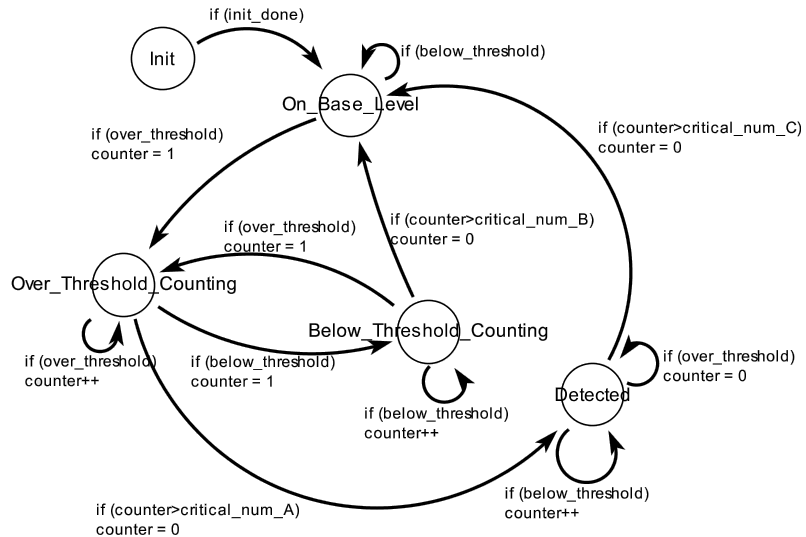 if (init_done)
Init
if (below_threshold)
On_Base_Level
if (over_threshold)
counter = 1
if (counter>critical_num_C)
counter = 0
if (counter>critical_num_B)
counter = 0
if (over_threshold)
counter = 1
Over_Threshold_Counting
Below_Threshold_Counting
if (over_threshold)
counter++
if (below_threshold)
counter = 1
if (over_threshold)
counter = 0
Detected
if (below_threshold)
counter++
if (below_threshold)
counter++
if (counter>critical_num_A)
counter = 0